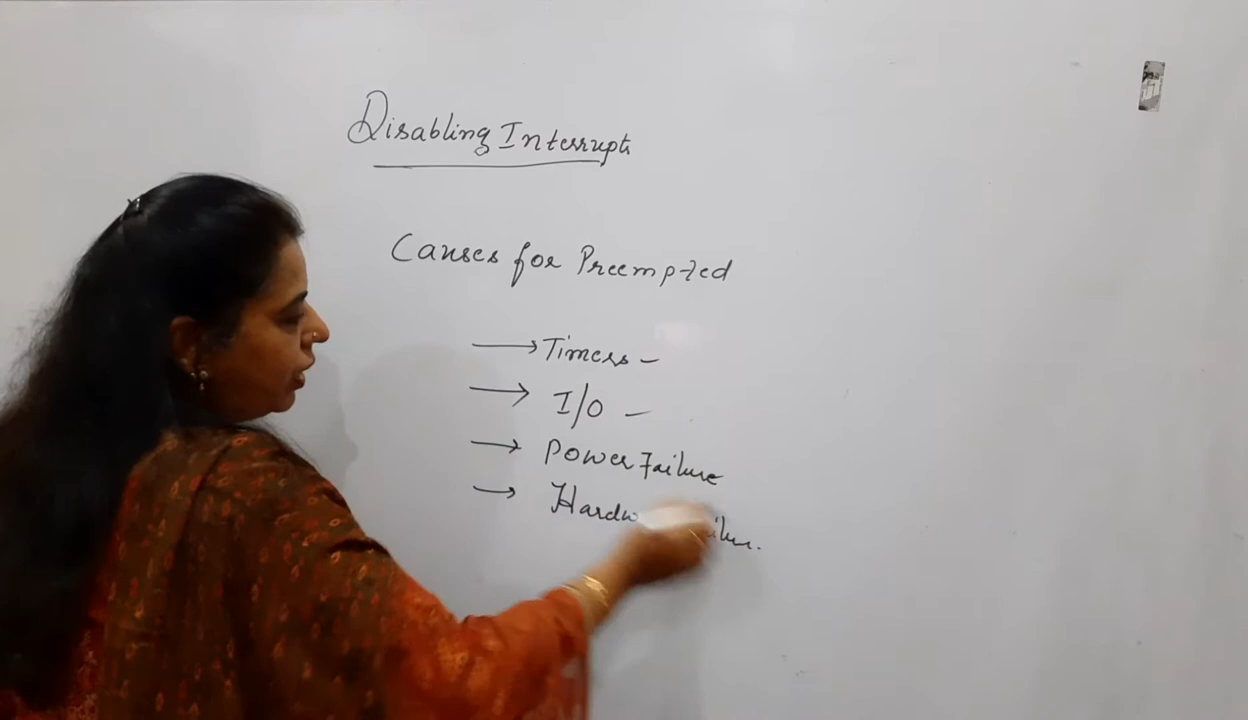 Disabling Interrupts
Causes for Preempted
→ Timers –
→ I/O –
→ Power Failure
→ Hardw